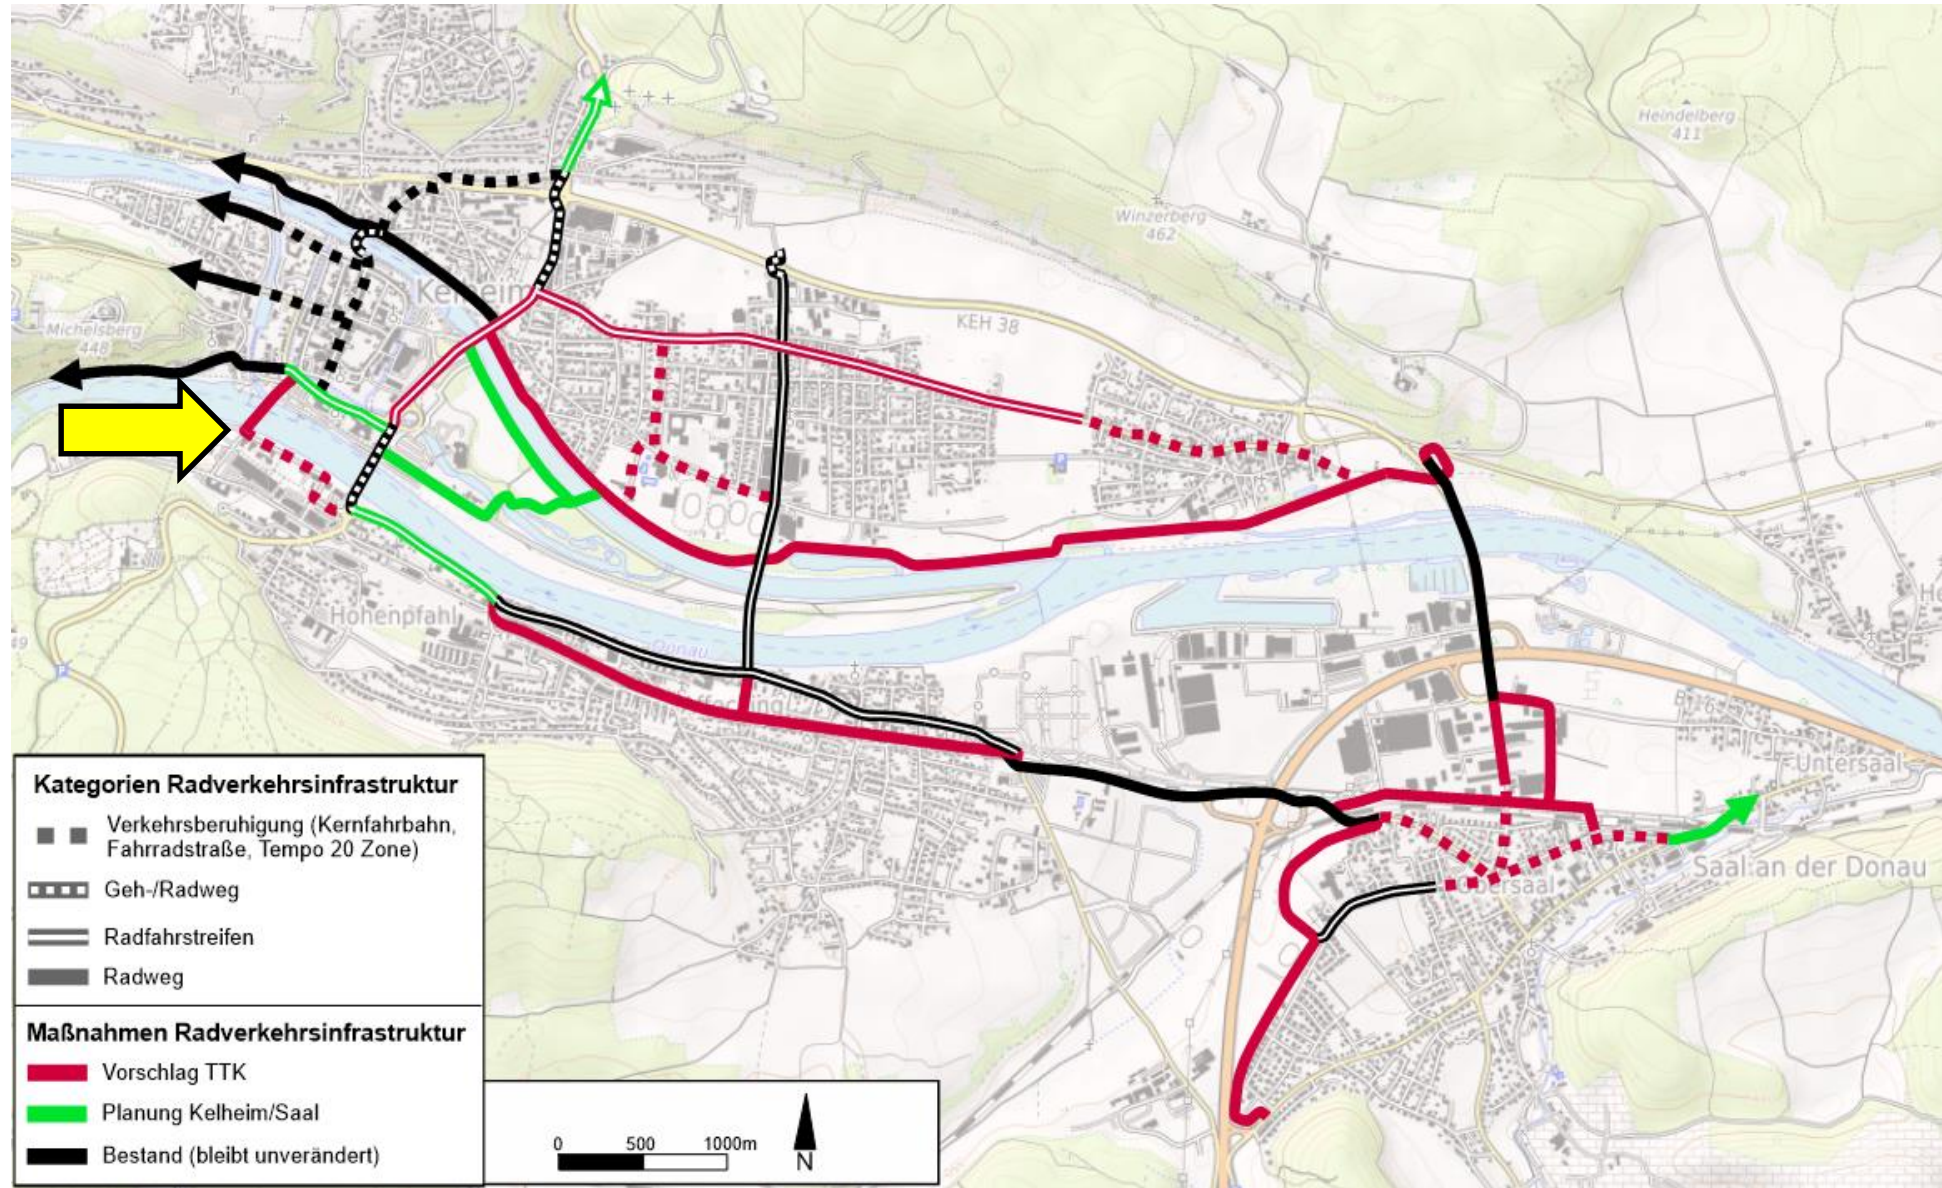 Heindelberg
411
Winzerberg
462
KEH 38
Kelheim
Michelsberg
448
Hohenpfahl
Donau
Untersaal
Saal an der Donau
Obersaal
Kategorien Radverkehrsinfrastruktur
Verkehrsberuhigung (Kernfahrbahn,
Fahrradstraße, Tempo 20 Zone)
Geh-/Radweg
Radfahrstreifen
Radweg
Maßnahmen Radverkehrsinfrastruktur
Vorschlag TTK
Planung Kelheim/Saal
Bestand (bleibt unverändert)
0 500 1000m
N